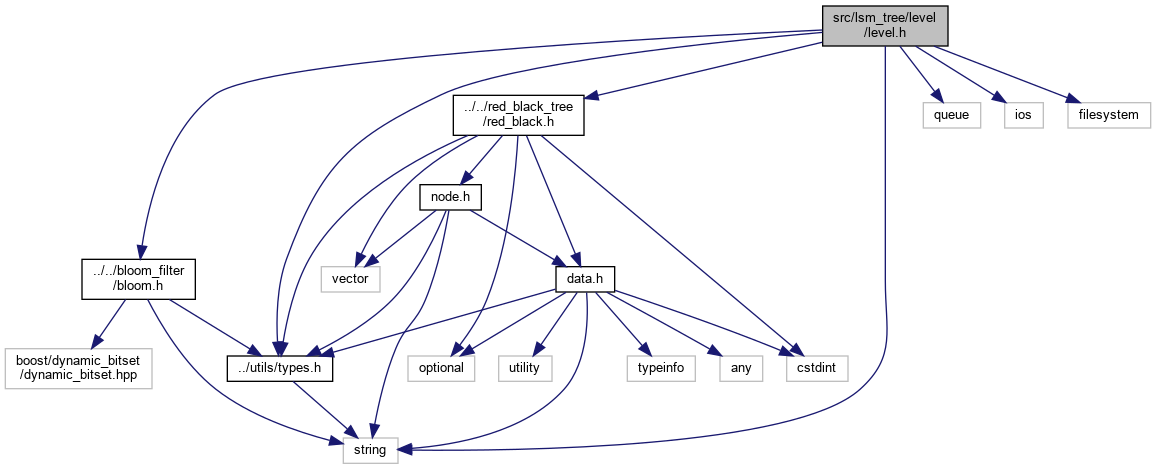 src/lsm_tree/level
/level.h
../../red_black_tree
/red_black.h
queue
ios
filesystem
node.h
../../bloom_filter
/bloom.h
vector
data.h
boost/dynamic_bitset
/dynamic_bitset.hpp
../utils/types.h
optional
utility
typeinfo
any
cstdint
string